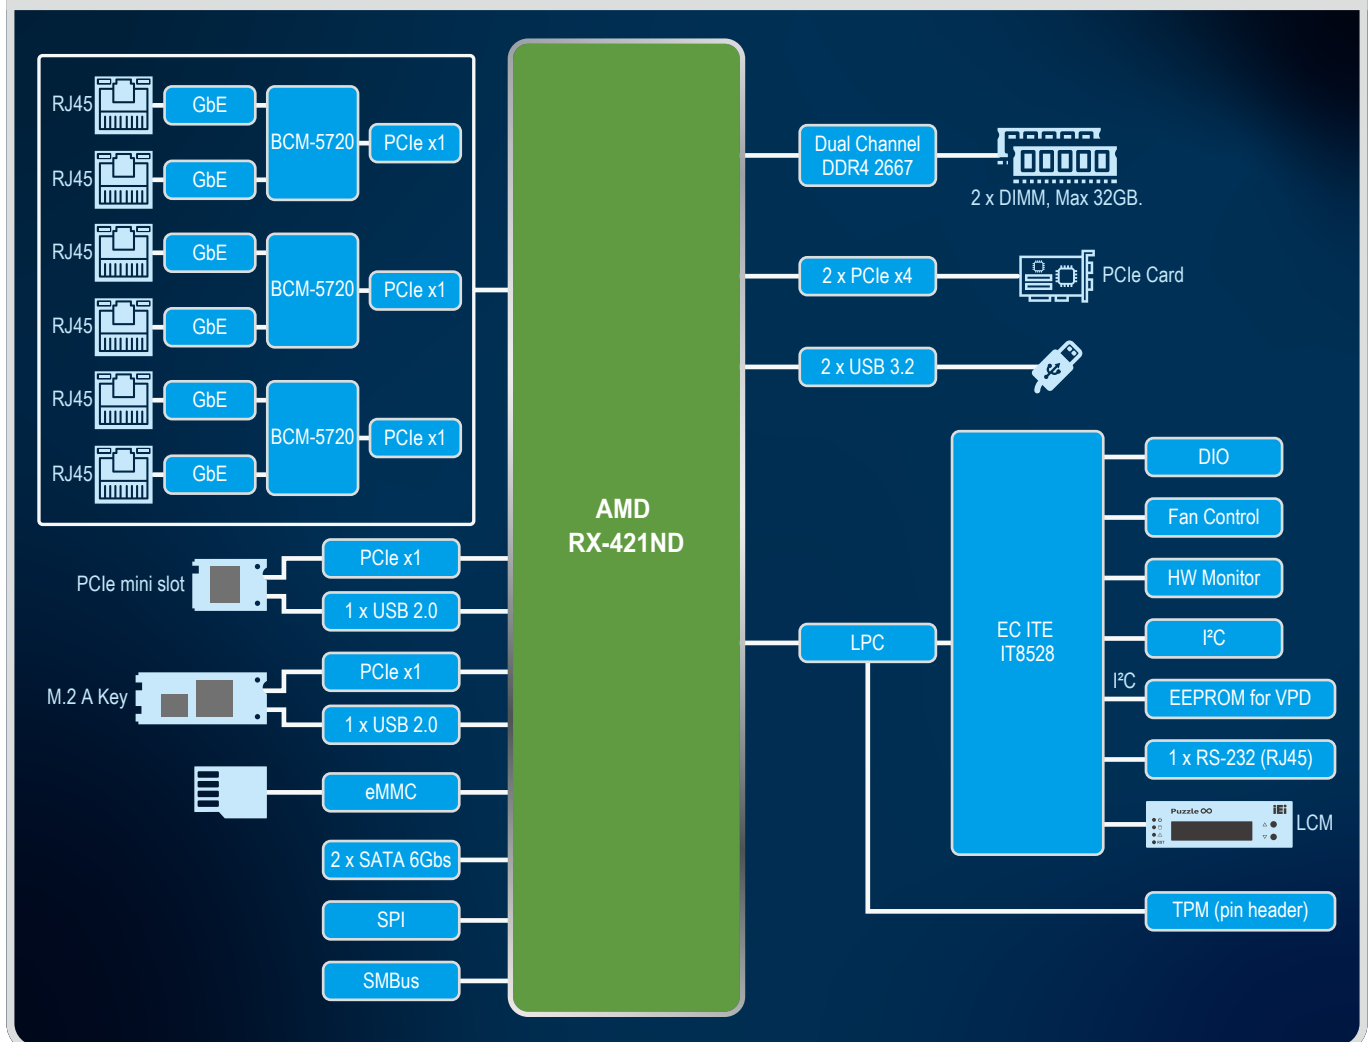 RJ45
GbE
RJ45
GbE
BCM-5720
PCIe x1
RJ45
GbE
RJ45
GbE
BCM-5720
PCIe x1
RJ45
GbE
RJ45
GbE
BCM-5720
PCIe x1
PCIe mini slot
PCIe x1
1 x USB 2.0
M.2 A Key
PCIe x1
1 x USB 2.0
eMMC
2 x SATA 6Gbs
SPI
SMBus
AMD
RX-421ND
Dual Channel
DDR4 2667
2 x DIMM, Max 32GB.
2 x PCIe x4
PCIe Card
2 x USB 3.2
LPC
EC ITE
IT8528
DIO
Fan Control
HW Monitor
I²C
I²C
EEPROM for VPD
1 x RS-232 (RJ45)
Puzzle
iEi
RST
LCM
TPM (pin header)